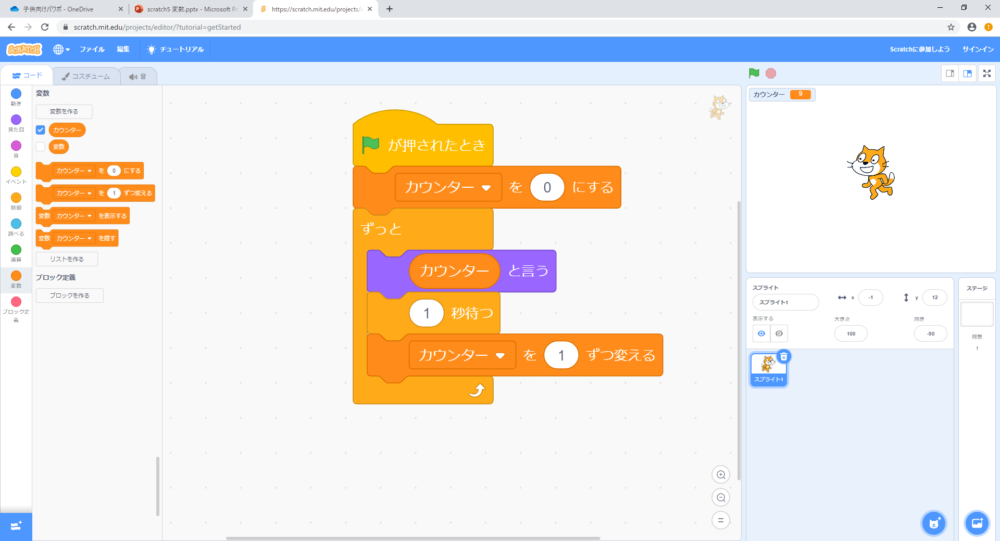 子供向けパワポ - OneDrive
scratch5 変数.pptx - Microsoft Po
https://scratch.mit.edu/projects/e
scratch.mit.edu/projects/editor/?tutorial=getStarted
SCRATCH
ファイル
編集
チュートリアル
Scratchに参加しよう
サインイン
コード
コスチューム
音
動き
見た目
音
イベント
制御
調べる
演算
変数
ブロック定
義
変数
変数を作る
カウンター
変数
カウンター を 0 にする
カウンター を 1 ずつ変える
変数 カウンター を表示する
変数 カウンター を隠す
リストを作る
ブロック定義
ブロックを作る
が押されたとき
カウンター を 0 にする
ずっと
カウンター と言う
1 秒待つ
カウンター を 1 ずつ変える
カウンター 9
スプライト
スプライト1
x -1
y 12
表示する
大きさ
100
向き
-90
スプライト1
ステージ
背景
1